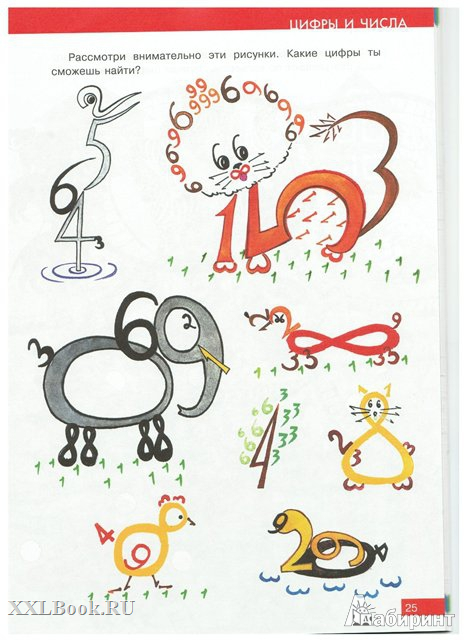 ЦИФРЫ И ЧИСЛА
Рассмотри внимательно эти рисунки. Какие цифры ты
сможешь найти?
25
XXLBook.RU
Лабиринт